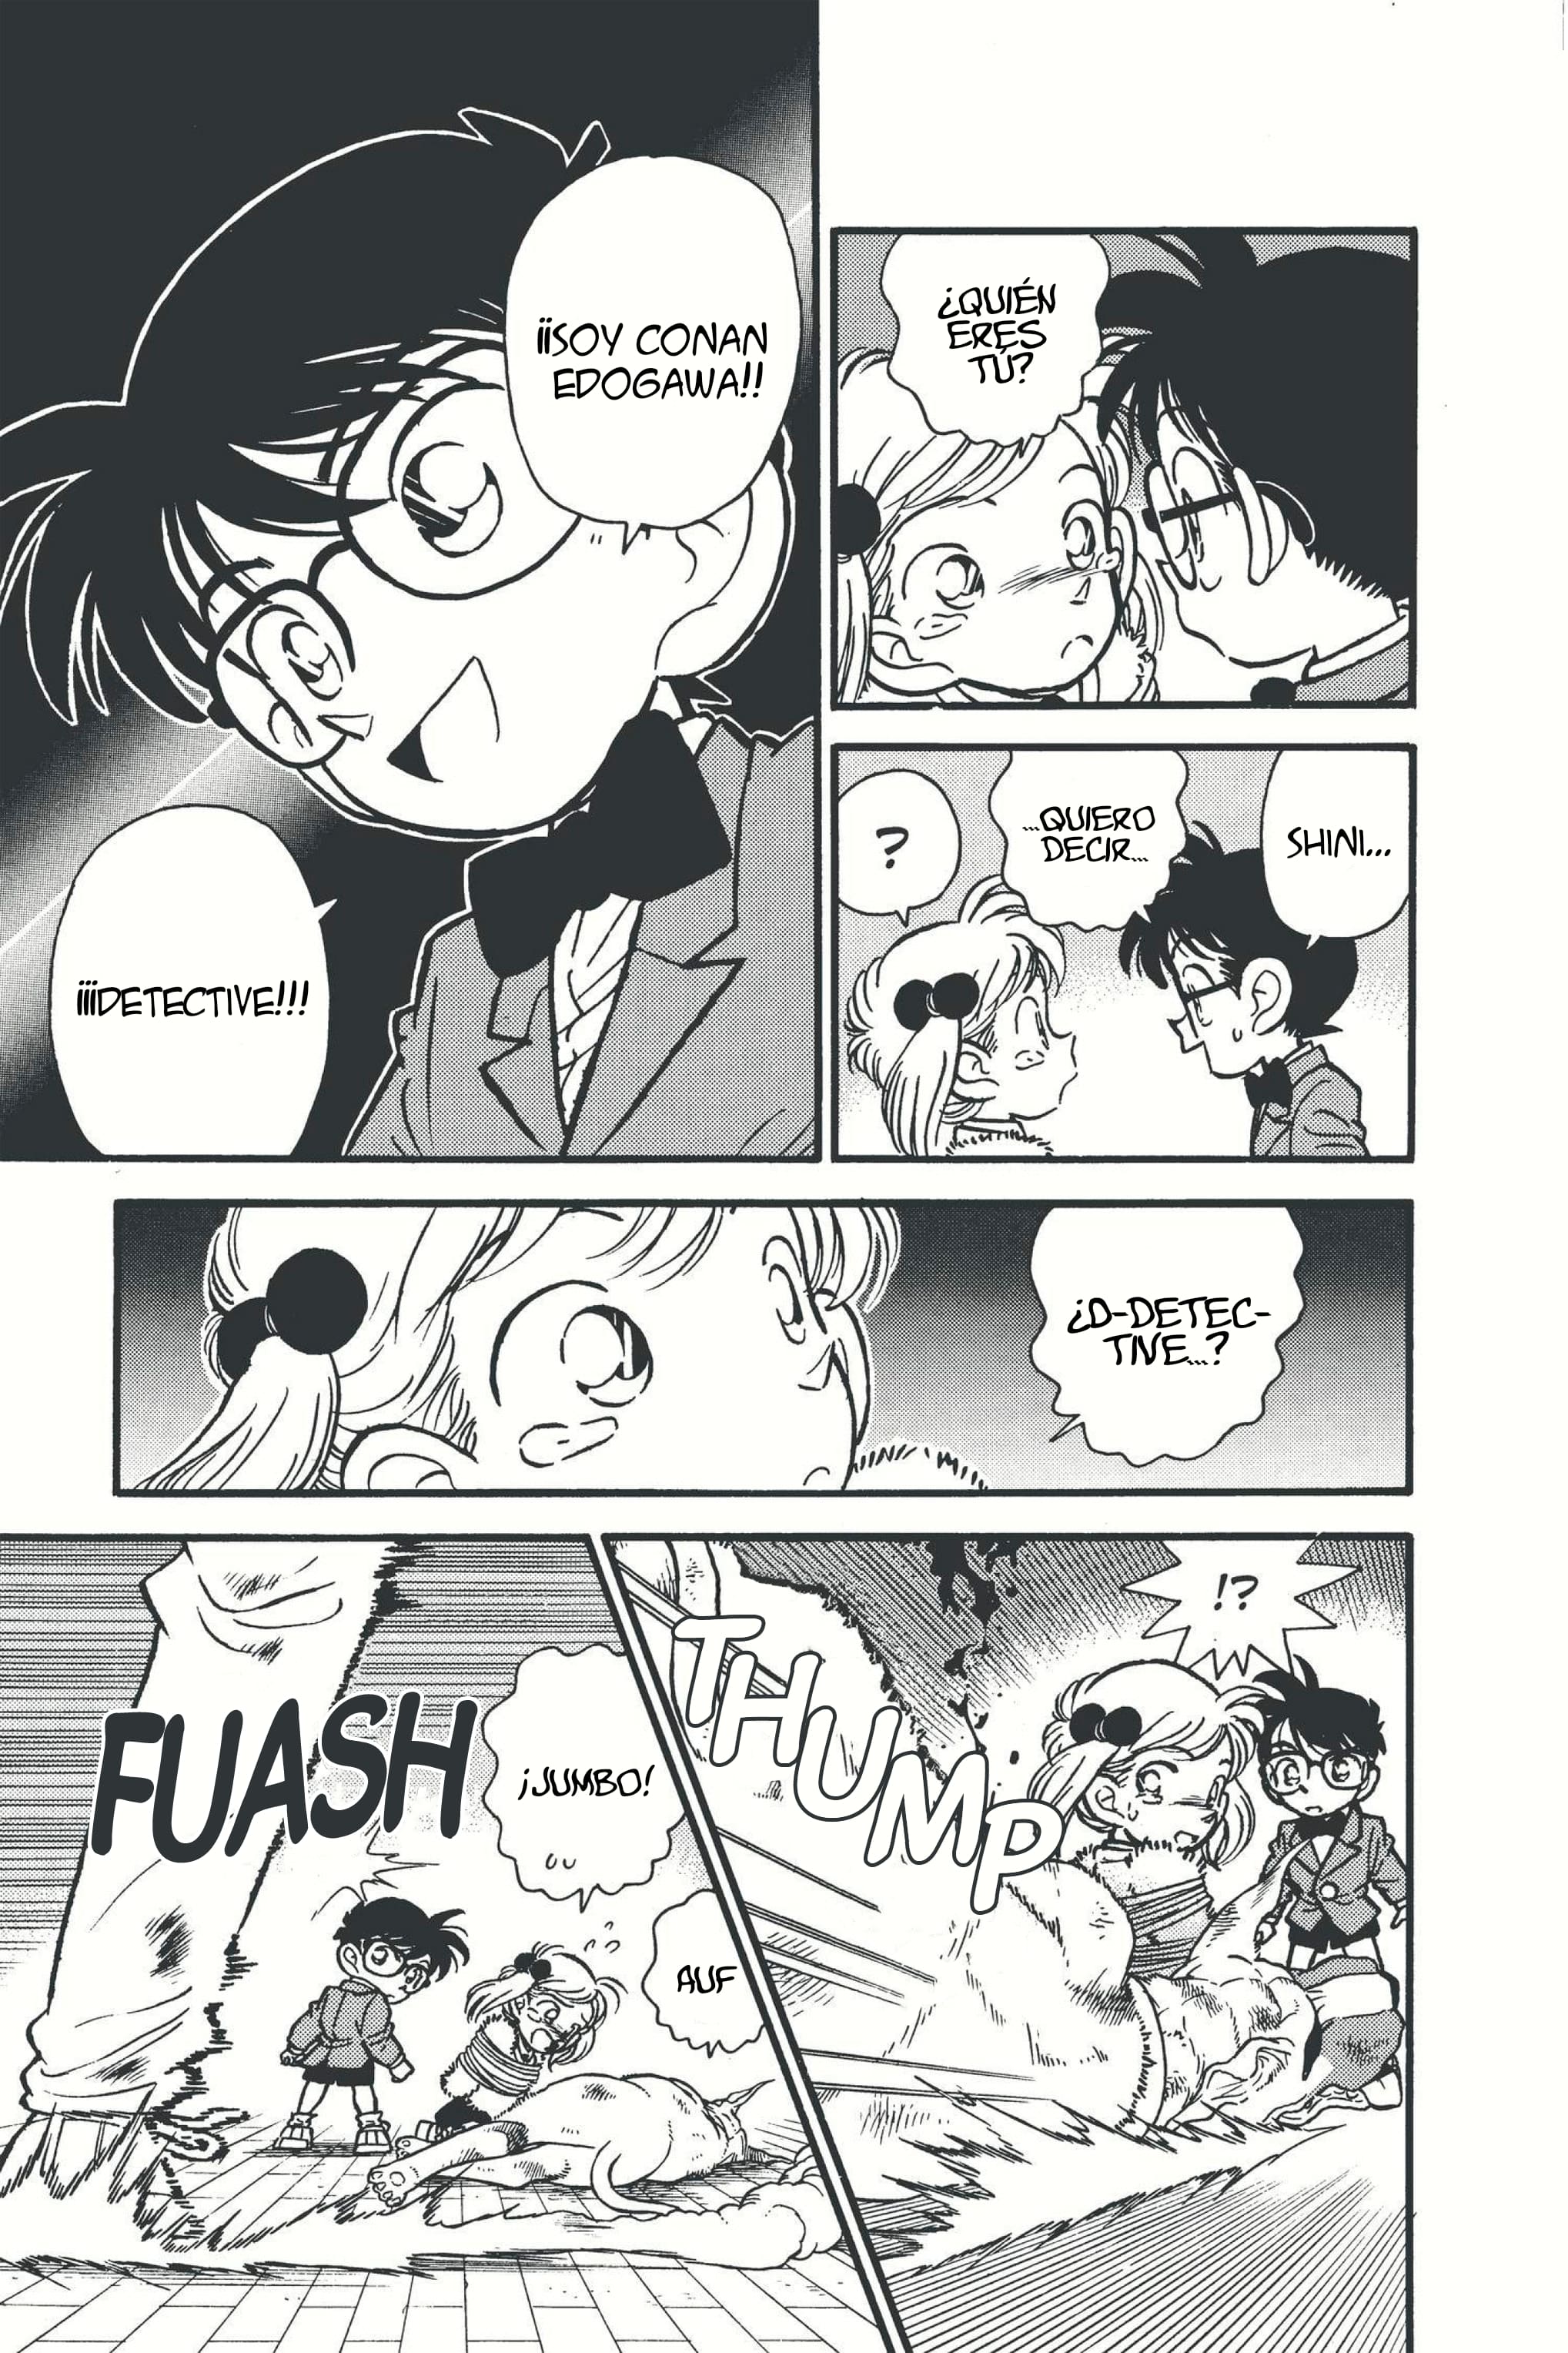 ¿QUIÉN
ERES
TÚ?
SHINI...
...QUIERO
DECIR...
?
¡¡SOY CONAN
EDOGAWA!!
¡¡¡DETECTIVE!!!
¿D-DETEC-
TIVE...?
!?
THUMP
¡JUMBO!
AUF
FUASH